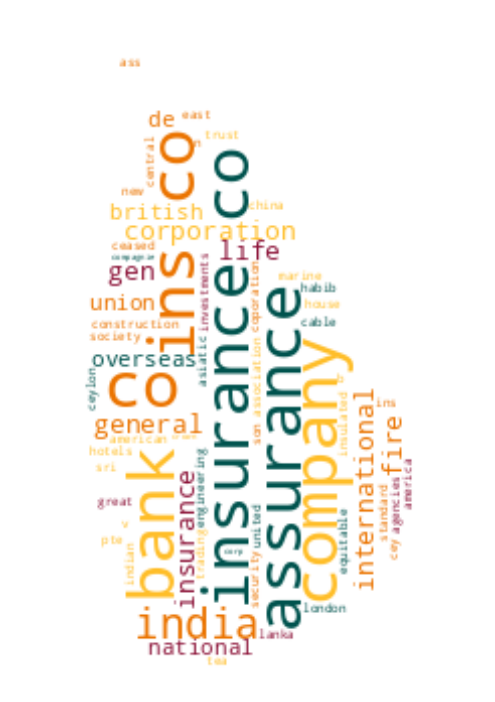 ass
de
east
co
n
trust
central
co
new
china
british
corporation
ceased
life
compagnie
gen
ins
investments
insurance
coporation
marine
habib
union
assurance
house
construction
cable
society
overseas
asiatic
association
company
ceylon
co
general
son
insulated
br
international
ins
american
fire
hotels
bank
sri
engineering
america
great
insurance
united
standard
agencies
v
trading
equitable
pte
corp
cey
indian
security
india
london
lanka
national
tea